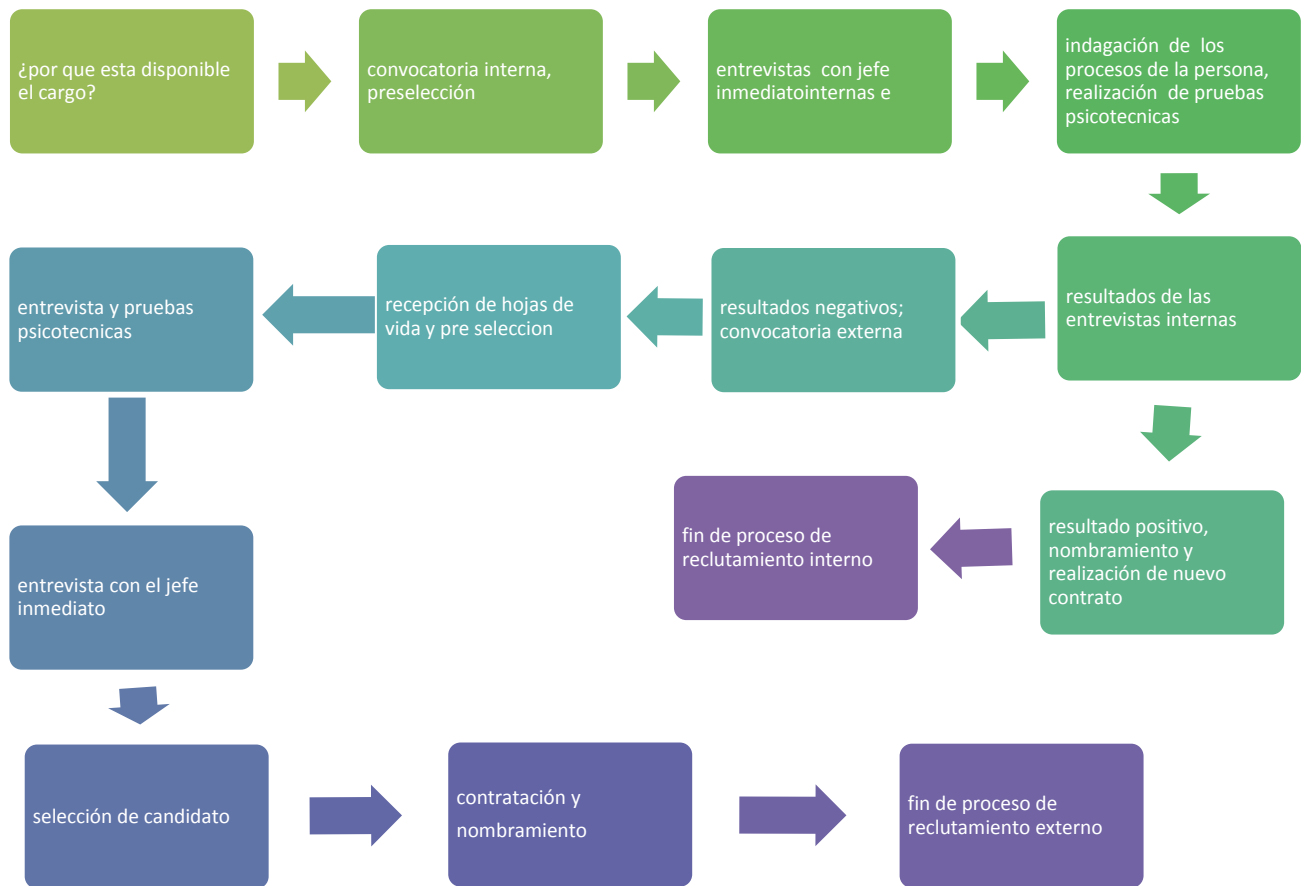 ¿por que esta disponible
el cargo?
convocatoria interna,
preselección
entrevistas con jefe
inmediatointernas e
indagación de los
procesos de la persona,
realización de pruebas
psicotecnicas
resultados de las
entrevistas internas
resultados negativos;
convocatoria externa
recepción de hojas de
vida y pre seleccion
entrevista y pruebas
psicotecnicas
resultado positivo,
nombramiento y
realización de nuevo
contrato
fin de proceso de
reclutamiento interno
entrevista con el jefe
inmediato
selección de candidato
contratación y
nombramiento
fin de proceso de
reclutamiento externo